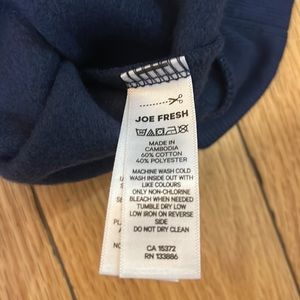 JOE FRESH
MADE IN
CAMBODIA
60% COTTON
40% POLYESTER
MACHINE WASH COLD
WASH INSIDE OUT WITH
LIKE COLOURS
ONLY NON-CHLORINE
BLEACH WHEN NEEDED
TUMBLE DRY LOW
LOW IRON ON REVERSE
SIDE
DO NOT DRY CLEAN
CA 15372
RN 133886